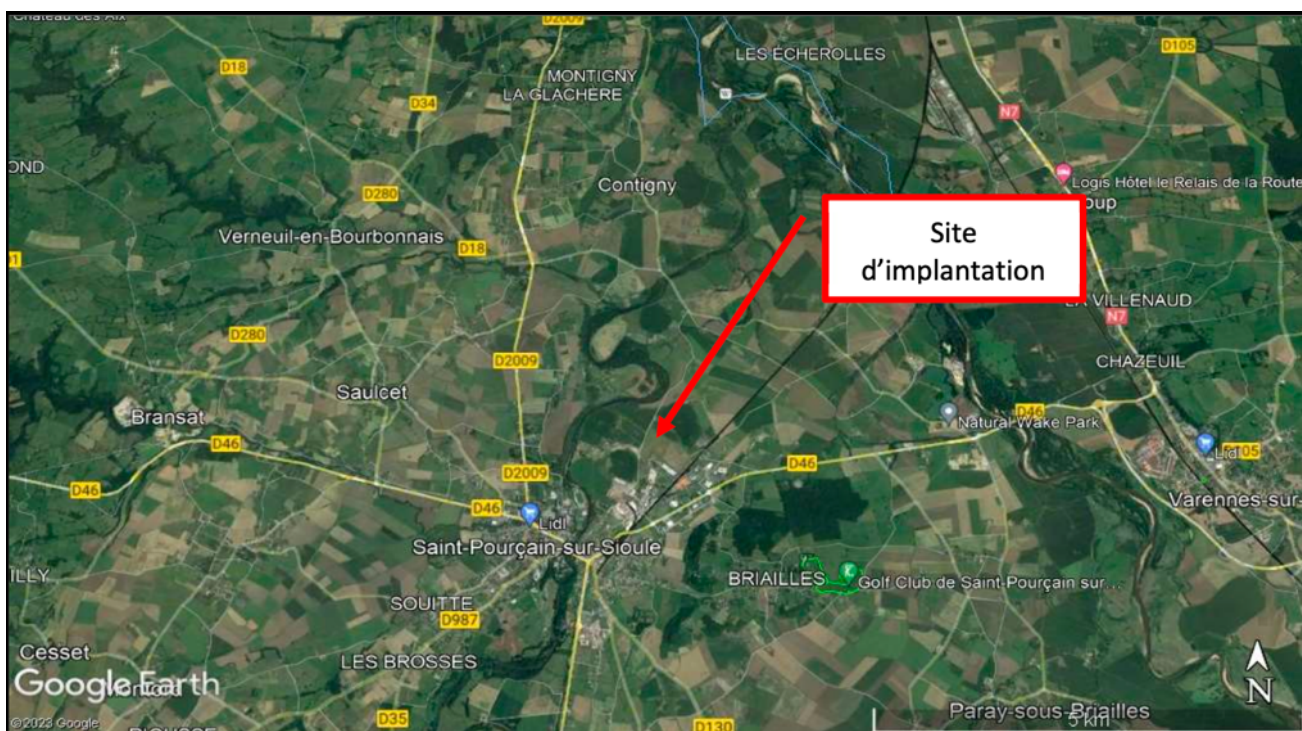 Château des Aix
D2009
LES ÉCHEROLLES
D105
D18
MONTIGNY
LA GLACHÈRE
D34
N7
OND
Contigny
D280
Logis Hôtel le Relais de la Route
oup
Site
d'implantation
Verneuil-en-Bourbonnais
D18
01
LA VILLENAUD
N7
D280
D2009
CHAZEUIL
Saulcet
Bransat
D46
Natural Wake Park
D46
D2009
D46
Lidl
D105
D46
D46
Lidl
Varennes-sur-
Saint-Pourçain-sur-Sioule
ILLY
BRIAILLES
Golf Club de Saint-Pourçain sur...
SOUITTE
D987
Cesset
LES BROSSES
Google Earth
N
©2023 Google
D35
D130
Paray-sous-Briailles
5 km